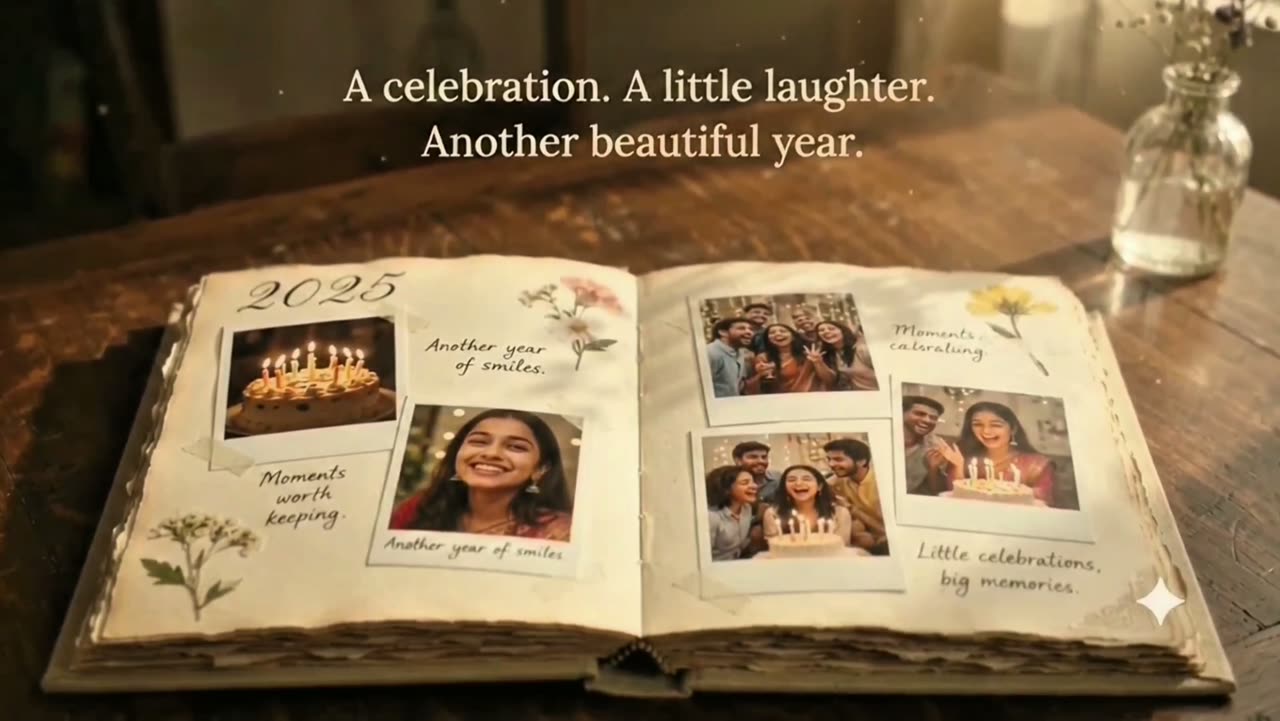 A celebration. A little laughter.
Another beautiful year.
2025
Another year
of smiles.
Moments
worth
keeping.
Another year of smiles
Moments,
Little celebrations,
big memories.